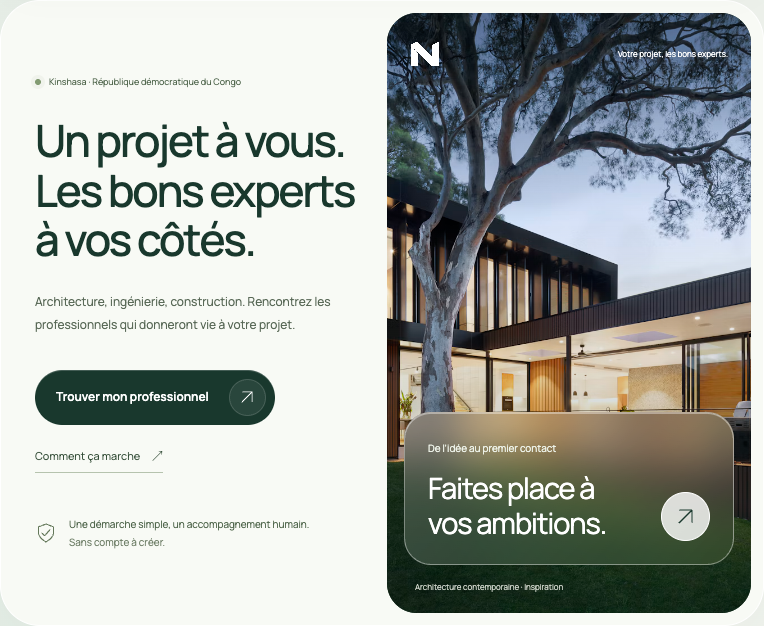 Kinshasa · République démocratique du Congo
Un projet à vous.
Les bons experts
à vos côtés.
Architecture, ingénierie, construction. Rencontrez les
professionnels qui donneront vie à votre projet.
Trouver mon professionnel
Comment ça marche
Une démarche simple, un accompagnement humain.
Sans compte à créer.
N
Votre projet, les bons experts.
De l'idée au premier contact
Faites place à
vos ambitions.
Architecture contemporaine · Inspiration